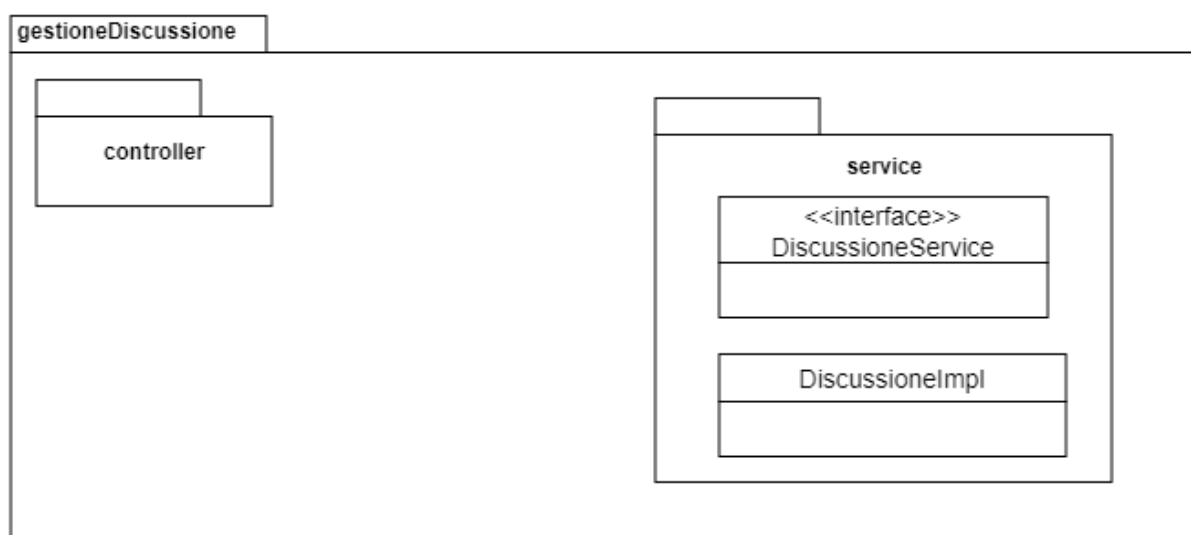 gestioneDiscussione
controller
service
<<interface>>
DiscussioneService
DiscussioneImpl